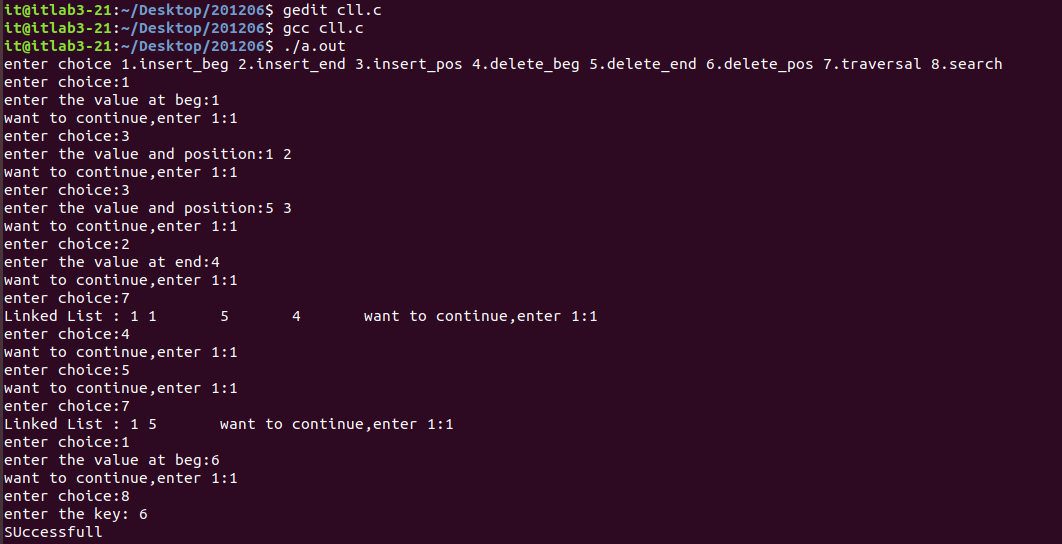 it@itlab3-21:~/Desktop/201206$ gedit cll.c
it@itlab3-21:~/Desktop/201206$ gcc cll.c
it@itlab3-21:~/Desktop/201206$ ./a.out
enter choice 1.insert_beg 2.insert_end 3.insert_pos 4.delete_beg 5.delete_end 6.delete_pos 7.traversal 8.search
enter choice:1
enter the value at beg:1
want to continue,enter 1:1
enter choice:3
enter the value and position:1 2
want to continue,enter 1:1
enter choice:3
enter the value and position:5 3
want to continue,enter 1:1
enter choice:2
enter the value at end:4
want to continue,enter 1:1
enter choice:7
Linked List : 1 1       5       4       want to continue,enter 1:1
enter choice:4
want to continue,enter 1:1
enter choice:5
want to continue,enter 1:1
enter choice:7
Linked List : 1 5       want to continue,enter 1:1
enter choice:1
enter the value at beg:6
want to continue,enter 1:1
enter choice:8
enter the key: 6
SUccessfull